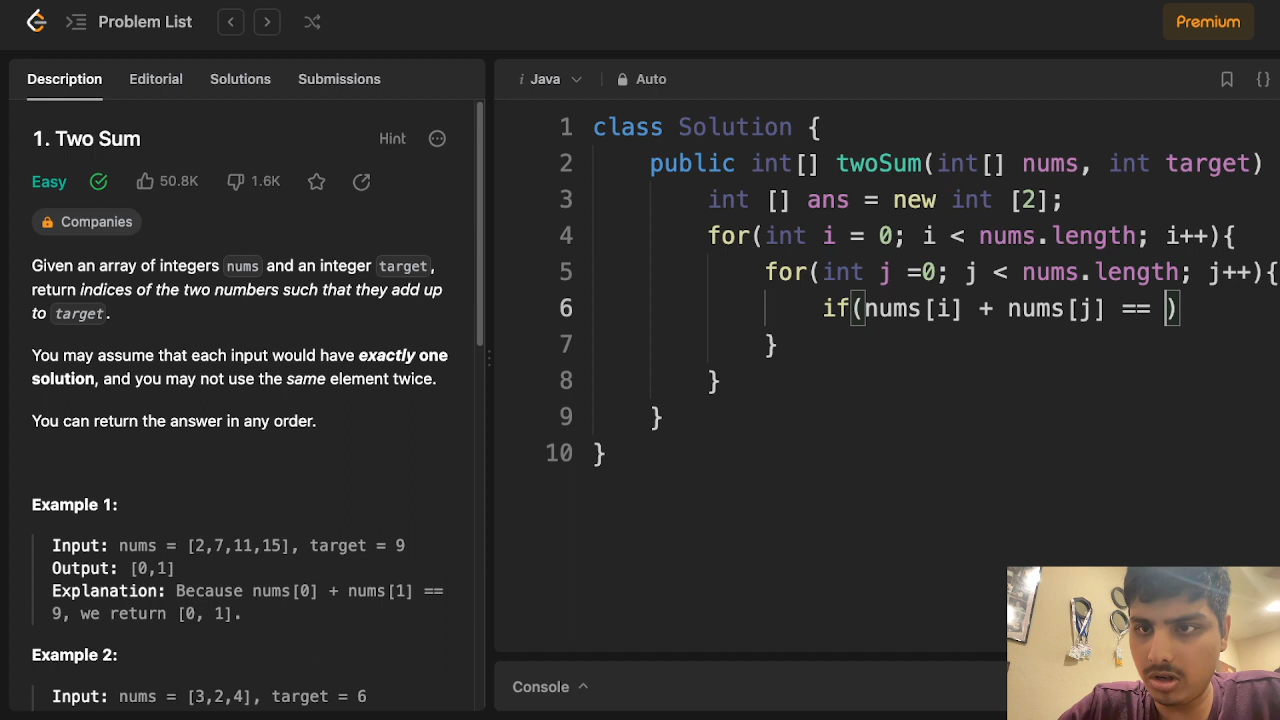 Problem List
Premium
Description Editorial Solutions Submissions
i Java Auto {}
1. Two Sum Hint
Easy 50.8K 1.6K
Companies
Given an array of integers nums and an integer target,
return indices of the two numbers such that they add up
to target.
You may assume that each input would have exactly one
solution, and you may not use the same element twice.
You can return the answer in any order.
Example 1:
Input: nums = [2,7,11,15], target = 9
Output: [0,1]
Explanation: Because nums[0] + nums[1] ==
9, we return [0, 1].
Example 2:
Input: nums = [3,2,4], target = 6
1 class Solution {
2 public int[] twoSum(int[] nums, int target)
3 int [] ans = new int [2];
4 for(int i = 0; i < nums.length; i++){
5 for(int j =0; j < nums.length; j++){
6 if(nums[i] + nums[j] == )
7 }
8 }
9 }
10 }
Console